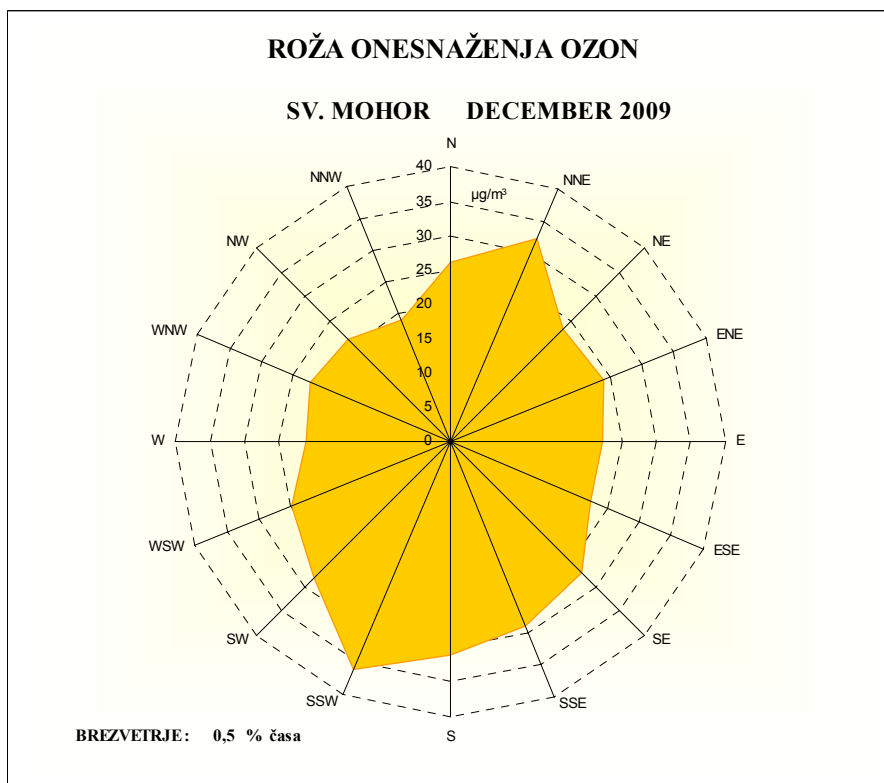 ROŽA ONESNAŽENJA OZON
SV. MOHOR DECEMBER 2009
N
NNW
40
NNE
35
µg/m³
NW
30
NE
25
20
WNW
15
ENE
10
5
W
0
E
WSW
ESE
SW
SE
SSW
SSE
S
BREZVETRJE : 0,5 % časa